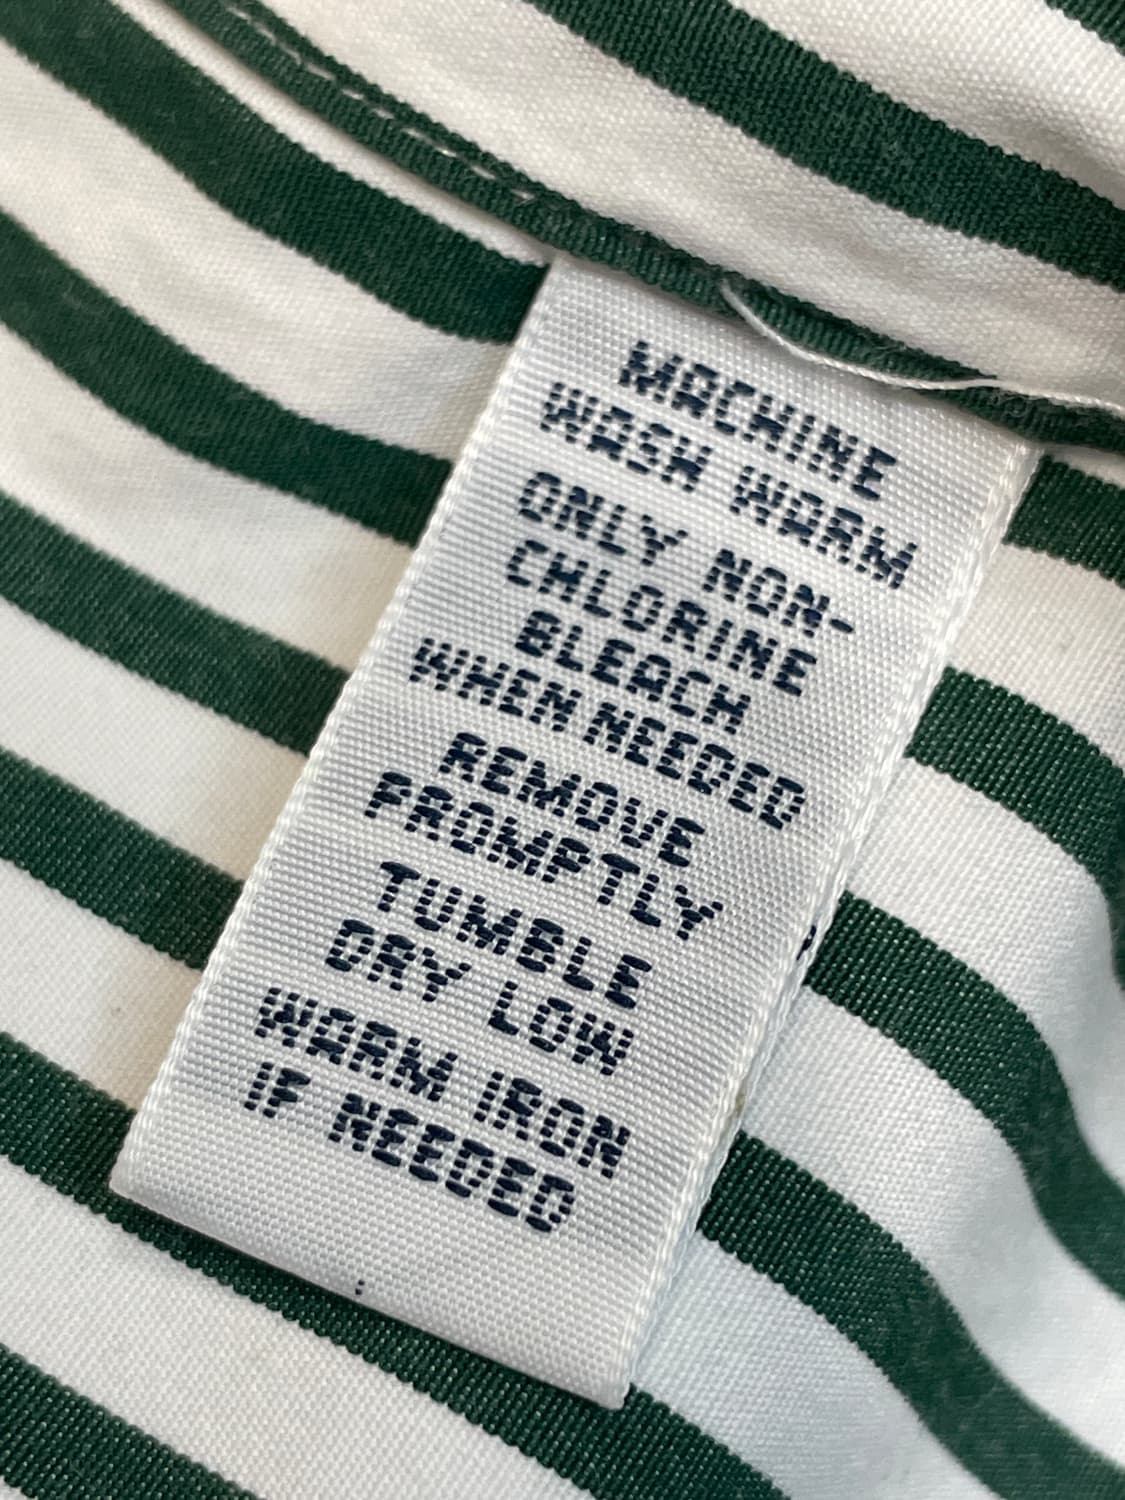 MACHINE
WASH WARM
ONLY NON-
CHLORINE
BLEACH
WHEN NEEDED
REMOVE
PROMPTLY
TUMBLE
DRY LOW
WARM IRON
IF NEEDED